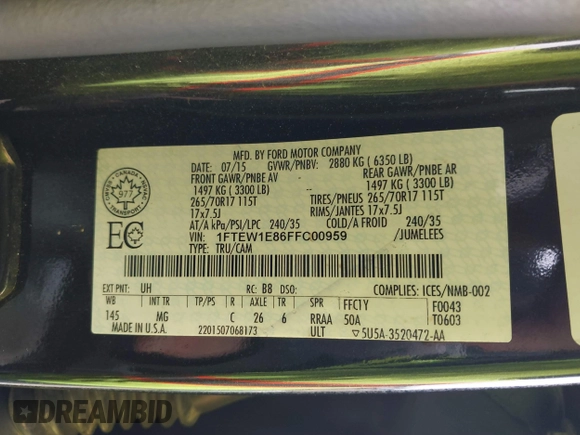 MFD. BY FORD MOTOR COMPANY
DATE: 07/15 GVWR/PNBV: 2880 KG ( 6350 LB)
FRONT GAWR/PNBE AV REAR GAWR/PNBE AR
1497 KG ( 3300 LB) 1497 KG ( 3300 LB)
265/70R17 115T TIRES/PNEUS 265/70R17 115T
17x7.5J RIMS/JANTES 17x7.5J
AT/A kPa/PSI/LPC 240/35 COLD/A FROID 240/35
VIN: 1FTEW1E86FFC00959 /JUMELEES
TYPE: TRU/CAM
CANADA
977
TRANSPORT
EC
EXT PNT: UH RC: B8 DSO: COMPLIES: ICES/NMB-002
WB INT TR TP/PS R AXLE TR SPR FFC1Y F0043
145 MG C 26 6 RRAA 50A T0603
MADE IN U.S.A. 2201507068173 ULT ▽5U5A-3520472-AA
DREAMBID